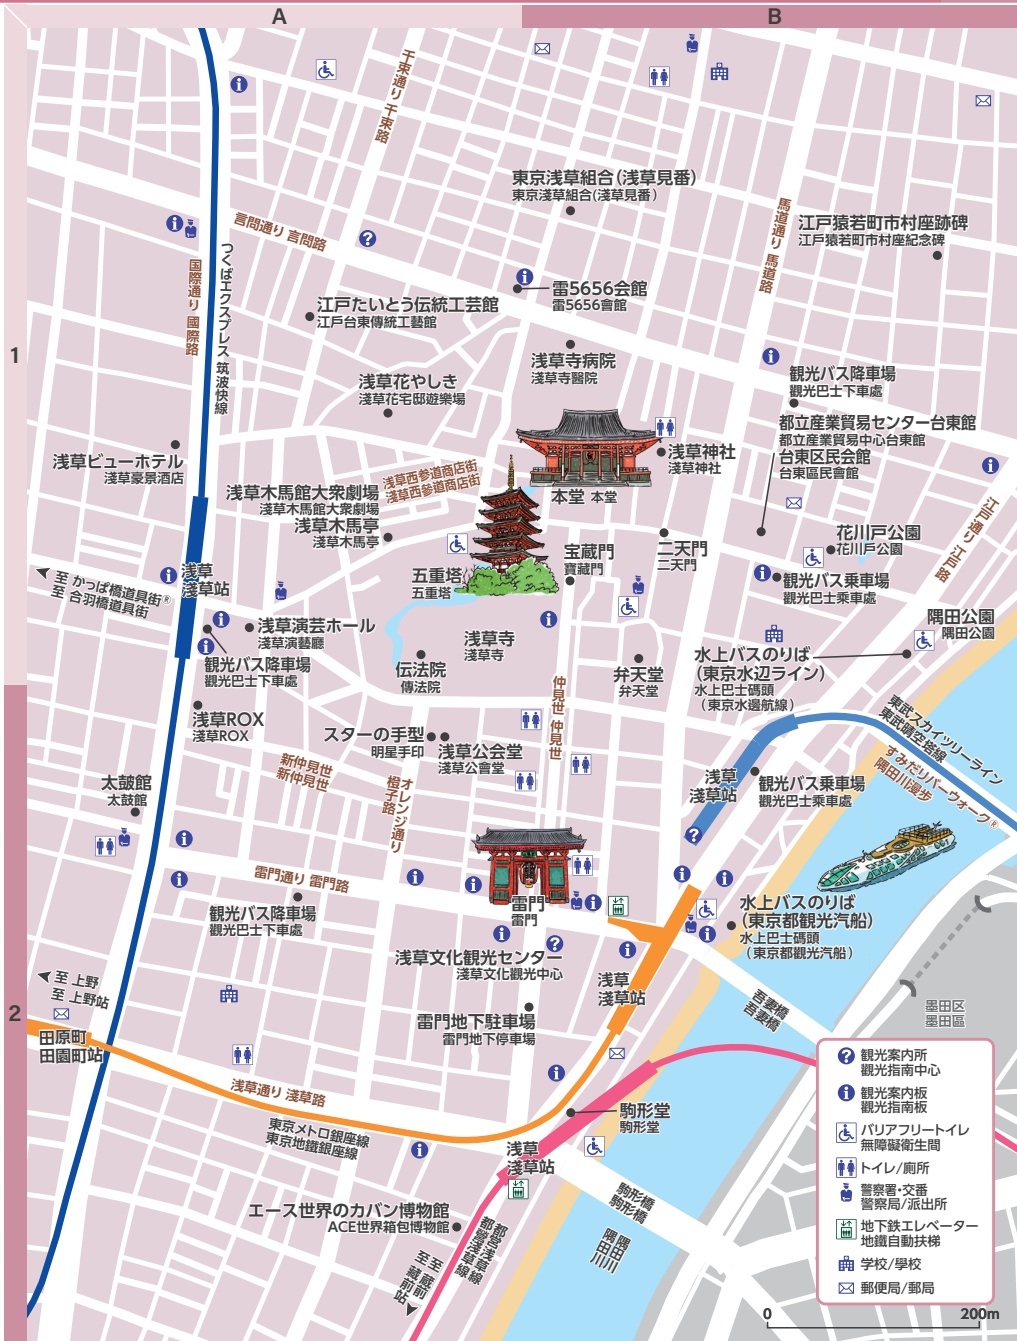 A
B
1
2
千束通り 千束路
言問通り 言問路
国際通り 國際路
つくばエクスプレス 筑波快線
東京浅草組合(浅草見番)
東京浅草組合(淺草見番)
馬道通り 馬道路
江戸猿若町市村座跡碑
江戶猿若町市村座紀念碑
雷5656会館
雷5656會館
江戸たいとう伝統工芸館
江戶台東傳統工藝館
浅草寺病院
淺草寺醫院
浅草花やしき
淺草花宅邸遊樂場
観光バス降車場
觀光巴士下車處
都立産業貿易センター台東館
都立産業貿易中心台東館
台東区民会館
台東區民會館
浅草神社
淺草神社
浅草ビューホテル
淺草豪景酒店
浅草西参道商店街
淺草西參道商店街
浅草木馬館大衆劇場
淺草木馬館大衆劇場
浅草木馬亭
淺草木馬亭
本堂 本堂
江戸通り 江戶路
花川戸公園
花川戶公園
二天門
二天門
宝蔵門
寶藏門
五重塔
五重塔
観光バス乗車場
觀光巴士乘車處
浅草
淺草站
至 かっぱ橋道具街®
至 合羽橋道具街
浅草演芸ホール
淺草演藝廳
観光バス降車場
觀光巴士下車處
浅草寺
淺草寺
伝法院
傳法院
弁天堂
弁天堂
隅田公園
隅田公園
水上バスのりば
(東京水辺ライン)
水上巴士碼頭
(東京水邊航線)
仲見世 仲見世
浅草ROX
淺草ROX
スターの手型
明星手印
浅草公会堂
淺草公會堂
新仲見世
新仲見世
オレンジ通り
橙子路
東武スカイツリーライン
東武晴空塔線
すみだリバーウォーク®
隅田川漫步
浅草
淺草站
観光バス乗車場
觀光巴士乘車處
太鼓館
太鼓館
雷門通り 雷門路
観光バス降車場
觀光巴士下車處
雷門
雷門
水上バスのりば
(東京都観光汽船)
水上巴士碼頭
(東京都觀光汽船)
浅草文化観光センター
淺草文化觀光中心
浅草
淺草站
至 上野
至 上野站
雷門地下駐車場
雷門地下停車場
吾妻橋
吾妻橋
墨田区
墨田區
田原町
田園町站
浅草通り 淺草路
東京メトロ銀座線
東京地鐵銀座線
駒形堂
駒形堂
浅草
淺草站
駒形橋
駒形橋
エース世界のカバン博物館
ACE世界箱包博物館
都営浅草線
都營淺草線
至 蔵前
至 藏前站
隅田川
隅田川
観光案内所
觀光指南中心
観光案内板
觀光指南板
バリアフリートイレ
無障礙衛生間
トイレ/廁所
警察署・交番
警察局/派出所
地下鉄エレベーター
地鐵自動扶梯
学校/學校
郵便局/郵局
0
200m